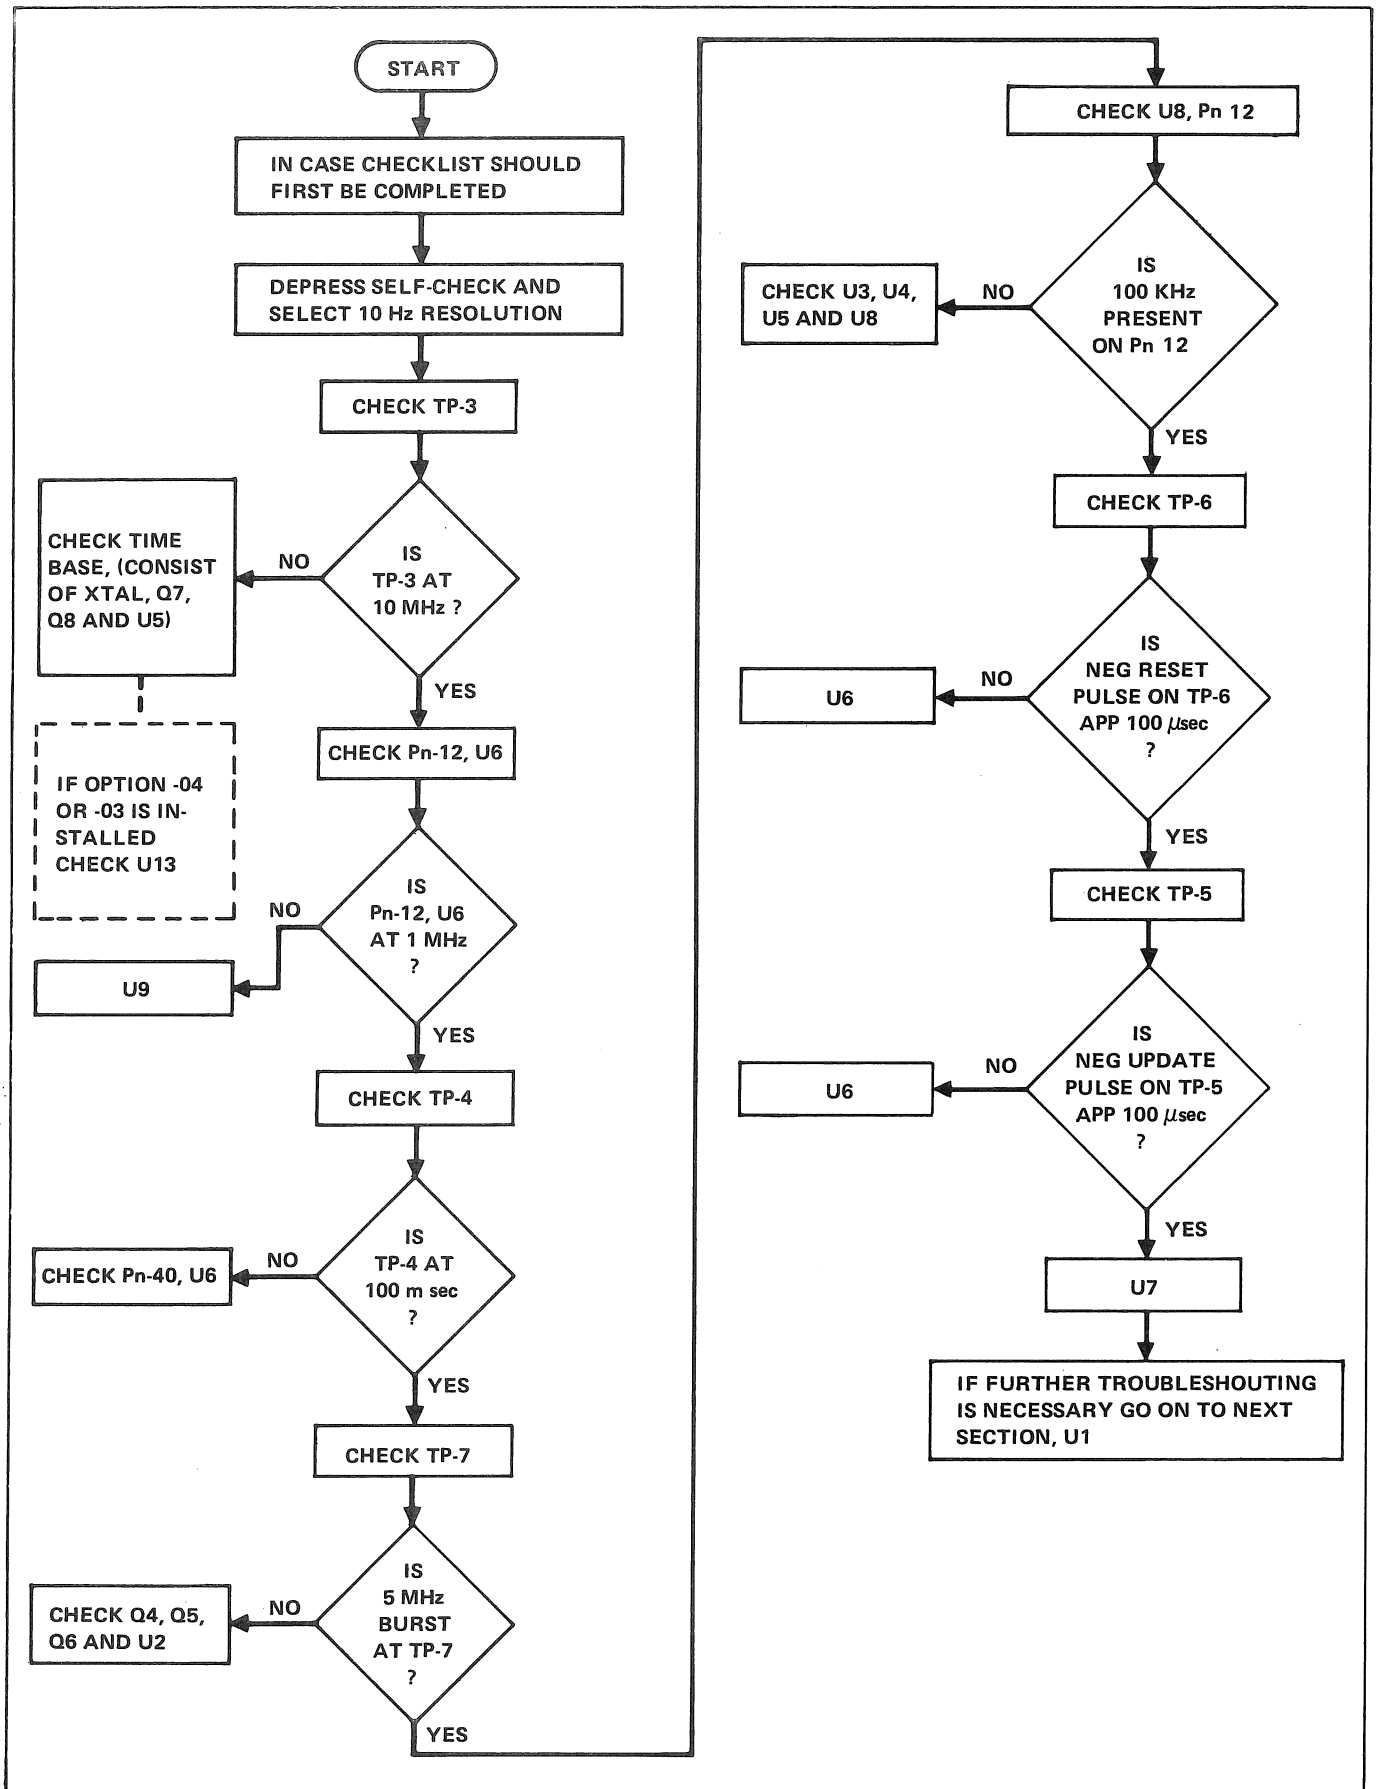 START
IN CASE CHECKLIST SHOULD
FIRST BE COMPLETED
DEPRESS SELF-CHECK AND
SELECT 10 Hz RESOLUTION
CHECK TP-3
IS
TP-3 AT
10 MHz ?
NO
CHECK TIME
BASE, (CONSIST
OF XTAL, Q7,
Q8 AND U5)
IF OPTION -04
OR -03 IS IN-
STALLED
CHECK U13
YES
CHECK Pn-12, U6
IS
Pn-12, U6
AT 1 MHz
?
NO
U9
YES
CHECK TP-4
IS
TP-4 AT
100 m sec
?
NO
CHECK Pn-40, U6
YES
CHECK TP-7
IS
5 MHz
BURST
AT TP-7
?
NO
CHECK Q4, Q5,
Q6 AND U2
YES
CHECK U8, Pn 12
IS
100 KHz
PRESENT
ON Pn 12
NO
CHECK U3, U4,
U5 AND U8
YES
CHECK TP-6
IS
NEG RESET
PULSE ON TP-6
APP 100 µsec
?
NO
U6
YES
CHECK TP-5
IS
NEG UPDATE
PULSE ON TP-5
APP 100 µsec
?
NO
U6
YES
U7
IF FURTHER TROUBLESHOUTING
IS NECESSARY GO ON TO NEXT
SECTION, U1